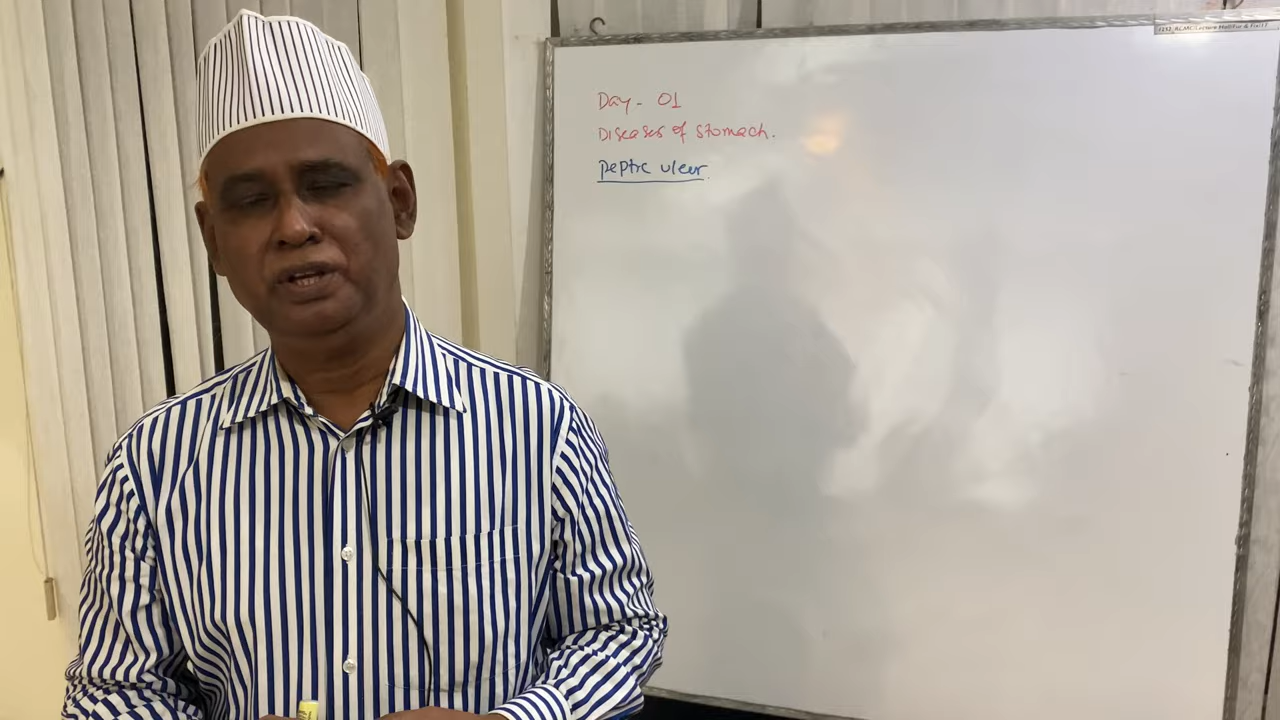 Day - 01
Diseases of stomach.
peptic ulcer